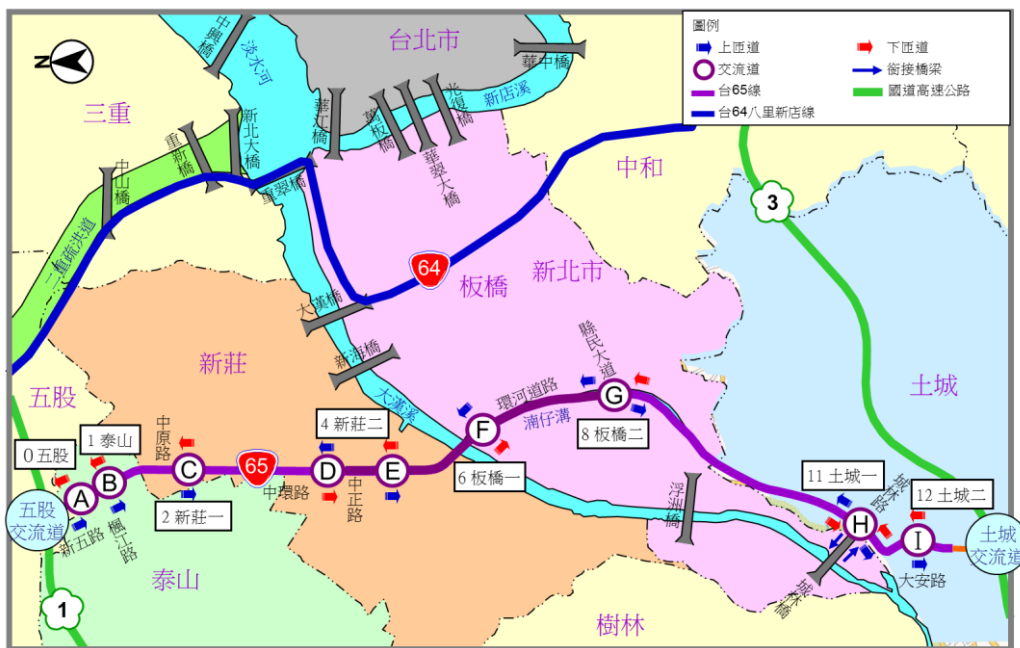 圖例
上匝道
下匝道
交流道
銜接橋梁
台65線
國道高速公路
台64八里新店線
N
中興橋
台北市
淡水河
華中橋
三重
新北大橋
華江橋
萬板橋
光復橋
新店溪
重新橋
華翠大橋
中山橋
重翠橋
中和
3
二重疏洪道
64
新北市
板橋
大漢橋
新海橋
縣民大道
新莊
土城
五股
中原路
4 新莊二
大漢溪
環河道路
G
1 泰山
湳仔溝
8 板橋二
0 五股
F
C
65
D
E
6 板橋一
11 土城一
城林路
B
中環路
中正路
浮洲橋
12 土城二
A
五股
交流道
新五路
楓江路
2 新莊一
H
I
土城
交流道
泰山
城林橋
大安路
1
樹林